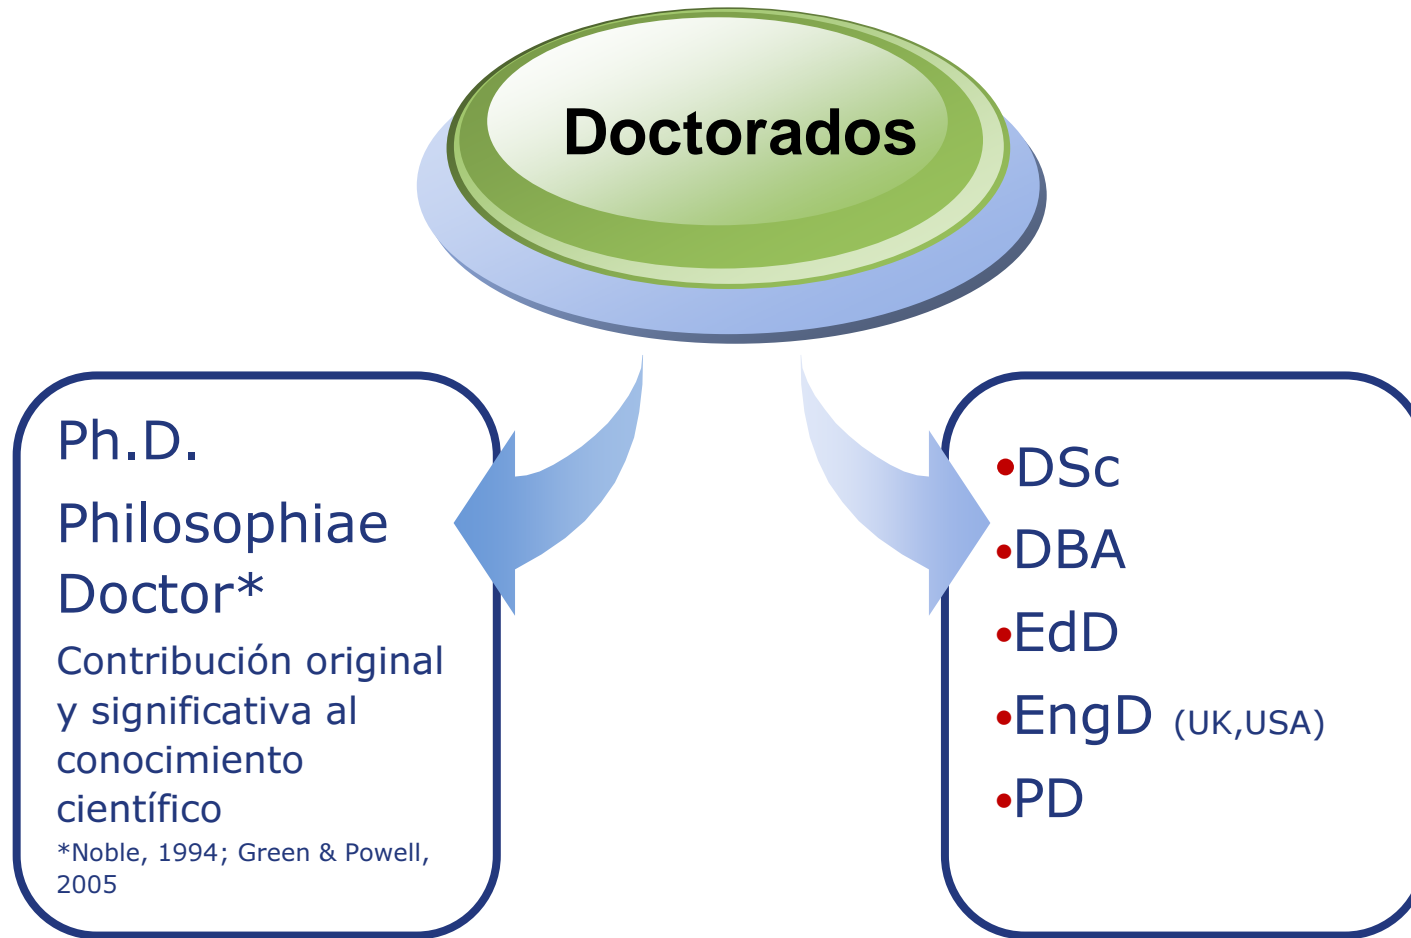 Doctorados
Ph.D.
Philosophiae
Doctor*
Contribución original
y significativa al
conocimiento
científico
*Noble, 1994; Green & Powell,
2005
•DSc
•DBA
•EdD
•EngD (UK,USA)
•PD